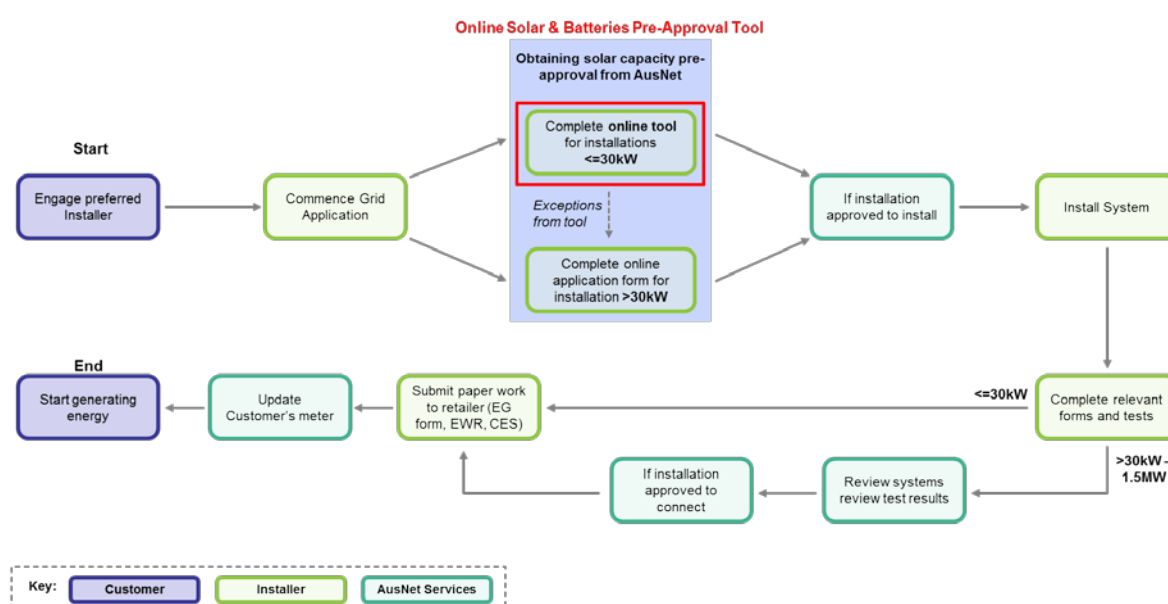 Online Solar & Batteries Pre-Approval Tool
Obtaining solar capacity pre-
approval from AusNet
Complete online tool
for installations
<=30kW
Start
Engage preferred
Installer
Commence Grid
Application
Exceptions
from tool
If installation
approved to install
Install System
Complete online
application form for
installation >30kW
End
Start generating
energy
Update
Customer's meter
Submit paper work
to retailer (EG
form, EWR, CES)
<=30kW
Complete relevant
forms and tests
>30kW -
1.5MW
If installation
approved to
connect
Review systems
review test results
Key:
Customer
Installer
AusNet Services